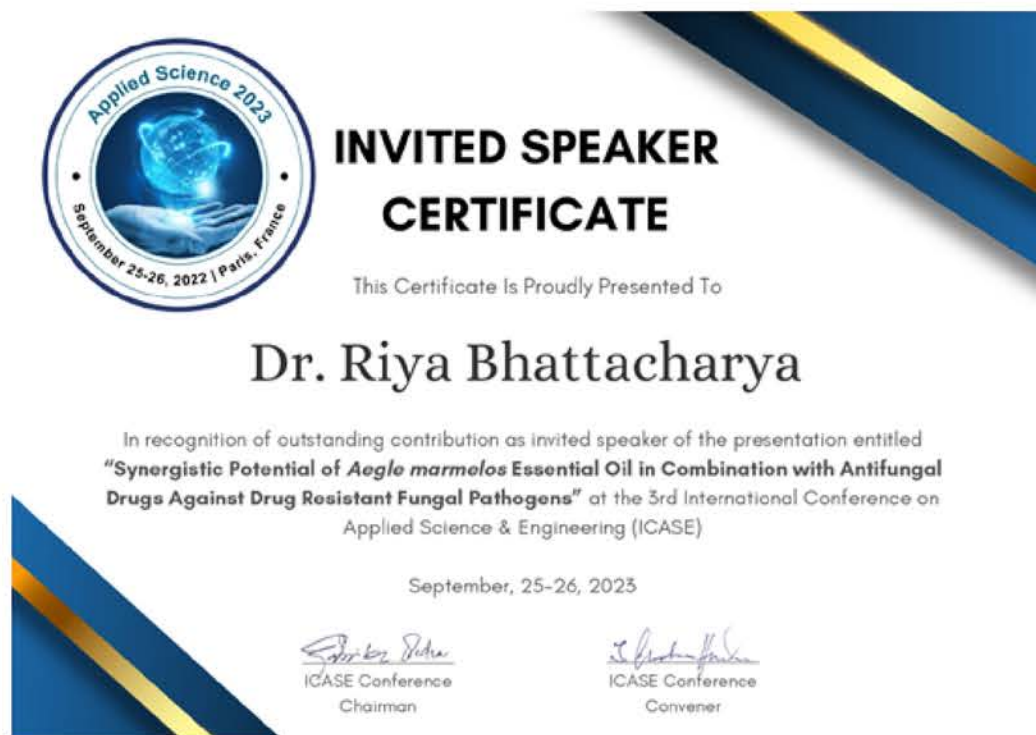 Applied Science 2023
September 25-26, 2022 | Paris, France
INVITED SPEAKER
CERTIFICATE
This Certificate Is Proudly Presented To
Dr. Riya Bhattacharya
In recognition of outstanding contribution as invited speaker of the presentation entitled
“Synergistic Potential of Aegle marmelos Essential Oil in Combination with Antifungal
Drugs Against Drug Resistant Fungal Pathogens” at the 3rd International Conference on
Applied Science & Engineering (ICASE)
September, 25-26, 2023
ICASE Conference
Chairman
ICASE Conference
Convener